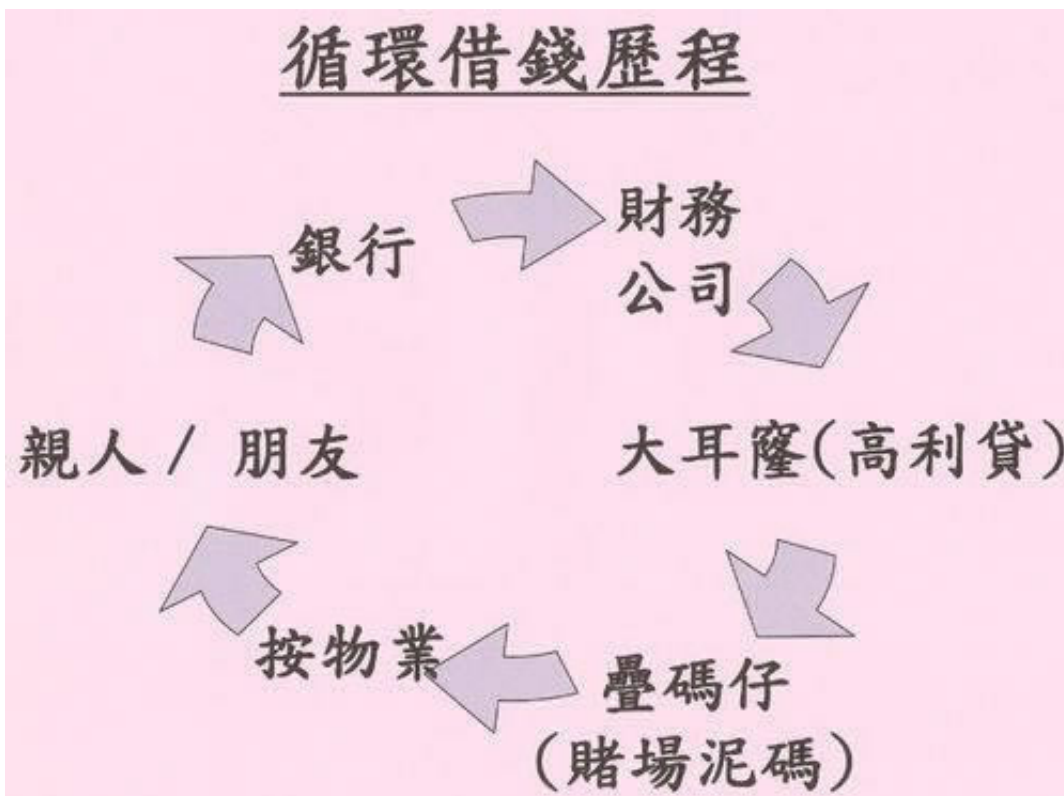 循環借錢歷程
銀行
財務
公司
大耳窿(高利貸)
疊碼仔
(賭場泥碼)
按物業
親人 / 朋友